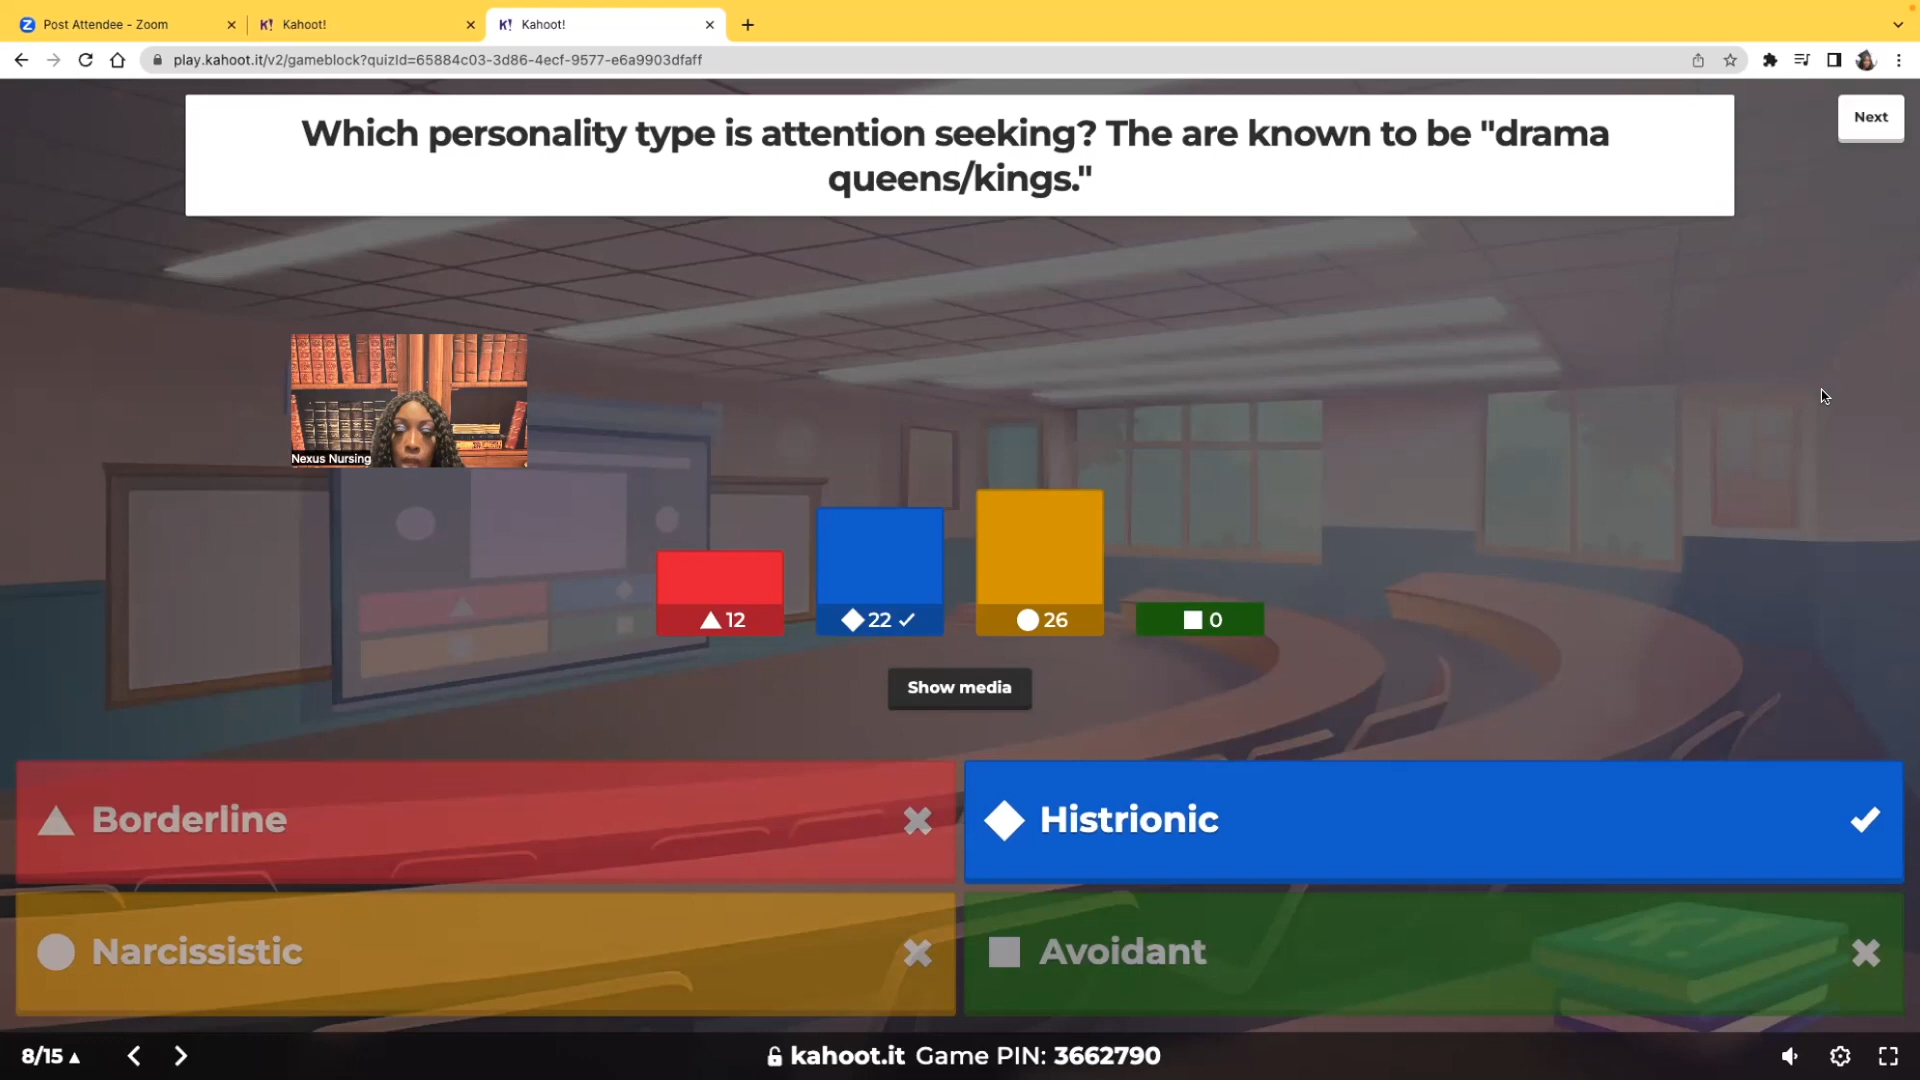 Post Attendee - Zoom
Kahoot!
Kahoot!
play.kahoot.it/v2/gameblock?quizId=65884c03-3d86-4ecf-9577-e6a9903dfaff
Which personality type is attention seeking? The are known to be "drama
queens/kings."
Next
Nexus Nursing
12
22
26
0
Show media
Borderline
Histrionic
Narcissistic
Avoidant
8/15
kahoot.it Game PIN: 3662790